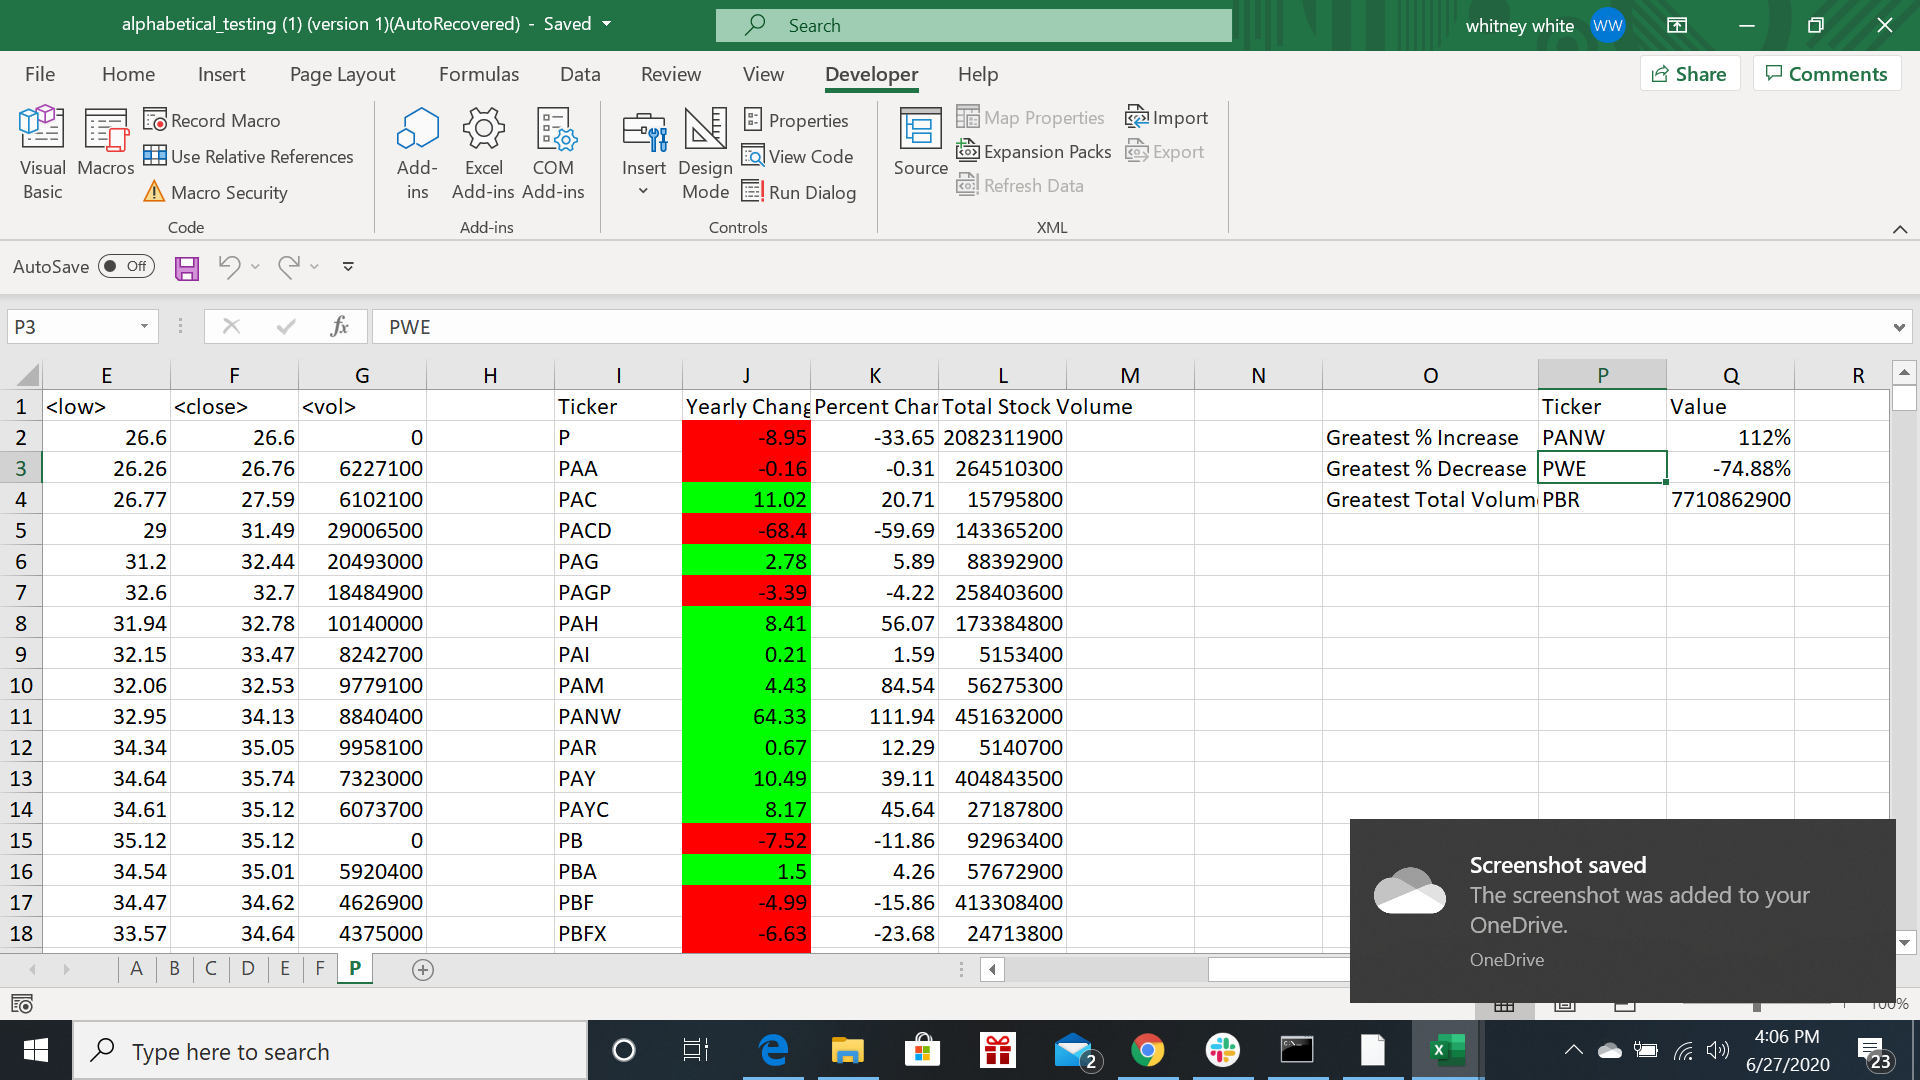 alphabetical_testing (1) (version 1)(AutoRecovered) - Saved
Search
whitney white WW
File Home Insert Page Layout Formulas Data Review View Developer Help
Share Comments
Visual Basic
Macros
Record Macro
Use Relative References
Macro Security
Code
Add-ins
Excel Add-ins
COM Add-ins
Add-ins
Insert
Design Mode
Properties
View Code
Run Dialog
Controls
Source
Map Properties
Expansion Packs
Refresh Data
Import
Export
XML
AutoSave Off
P3 fx PWE
E F G H I J K L M N O P Q R
1 <low> <close> <vol> Ticker Yearly Chang Percent Char Total Stock Volume Ticker Value
2 26.6 26.6 0 P -8.95 -33.65 2082311900 Greatest % Increase PANW 112%
3 26.26 26.76 6227100 PAA -0.16 -0.31 264510300 Greatest % Decrease PWE -74.88%
4 26.77 27.59 6102100 PAC 11.02 20.71 15795800 Greatest Total Volum PBR 7710862900
5 29 31.49 29006500 PACD -68.4 -59.69 143365200
6 31.2 32.44 20493000 PAG 2.78 5.89 88392900
7 32.6 32.7 18484900 PAGP -3.39 -4.22 258403600
8 31.94 32.78 10140000 PAH 8.41 56.07 173384800
9 32.15 33.47 8242700 PAI 0.21 1.59 5153400
10 32.06 32.53 9779100 PAM 4.43 84.54 56275300
11 32.95 34.13 8840400 PANW 64.33 111.94 451632000
12 34.34 35.05 9958100 PAR 0.67 12.29 5140700
13 34.64 35.74 7323000 PAY 10.49 39.11 404843500
14 34.61 35.12 6073700 PAYC 8.17 45.64 27187800
15 35.12 35.12 0 PB -7.52 -11.86 92963400
16 34.54 35.01 5920400 PBA 1.5 4.26 57672900
17 34.47 34.62 4626900 PBF -4.99 -15.86 413308400
18 33.57 34.64 4375000 PBFX -6.63 -23.68 24713800
Screenshot saved
The screenshot was added to your
OneDrive.
OneDrive
A B C D E F P
100%
Type here to search
2
4:06 PM
6/27/2020
23